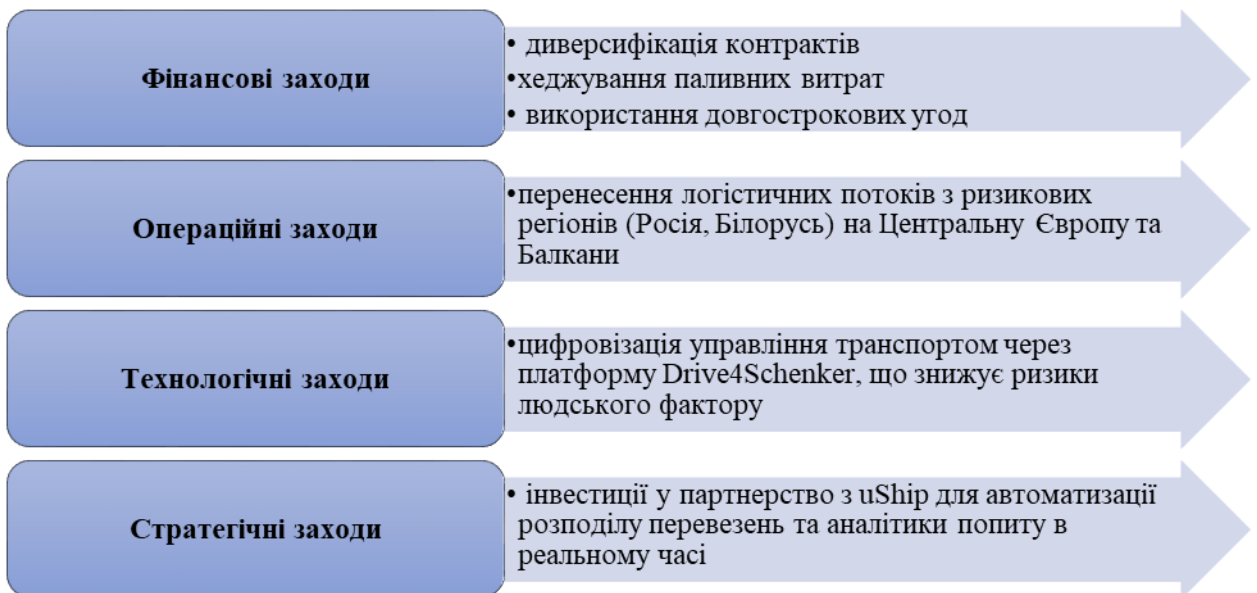 Фінансові заходи
• диверсифікація контрактів
•хеджування паливних витрат
• використання довгострокових угод
Операційні заходи
•перенесення логістичних потоків з ризикових
регіонів (Росія, Білорусь) на Центральну Європу та
Балкани
Технологічні заходи
•цифровізація управління транспортом через
платформу Drive4Schenker, що знижує ризики
людського фактору
Стратегічні заходи
• інвестиції у партнерство з uShip для автоматизації
розподілу перевезень та аналітики попиту в
реальному часі